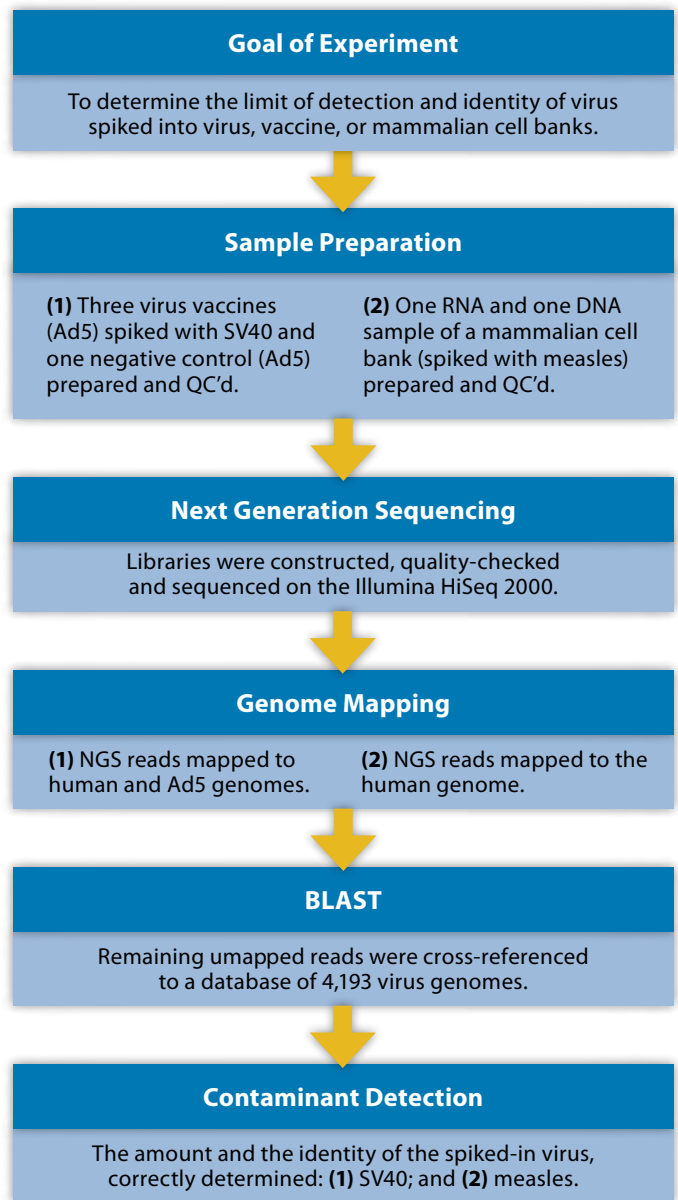 Goal of Experiment
To determine the limit of detection and identity of virus
spiked into virus, vaccine, or mammalian cell banks.
Sample Preparation
(1) Three virus vaccines
(Ad5) spiked with SV40 and
one negative control (Ad5)
prepared and QC’d.
(2) One RNA and one DNA
sample of a mammalian cell
bank (spiked with measles)
prepared and QC’d.
Next Generation Sequencing
Libraries were constructed, quality-checked
and sequenced on the Illumina HiSeq 2000.
Genome Mapping
(1) NGS reads mapped to
human and Ad5 genomes.
(2) NGS reads mapped to the
human genome.
BLAST
Remaining umapped reads were cross-referenced
to a database of 4,193 virus genomes.
Contaminant Detection
The amount and the identity of the spiked-in virus,
correctly determined: (1) SV40; and (2) measles.